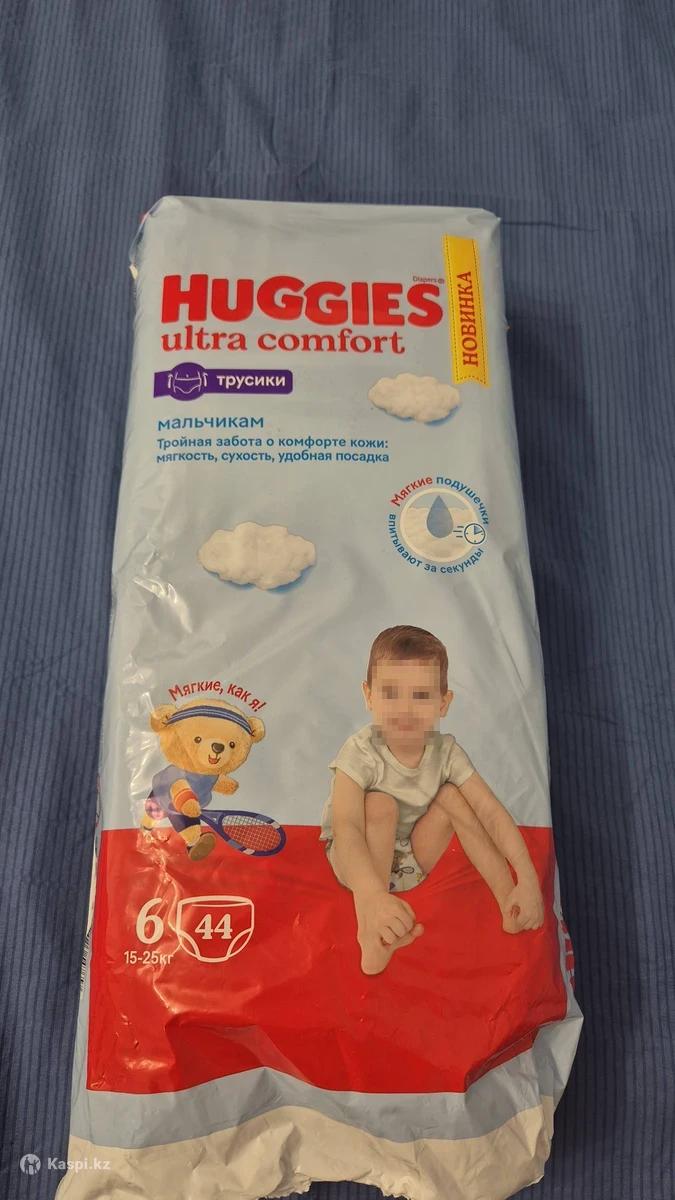 Diapers
HUGGIES
ultra comfort
НОВИНКА
трусики
мальчикам
Тройная забота о комфорте кожи:
мягкость, сухость, удобная посадка
Мягкие подушечки
впитывают за секунды
Мягкие, как я!
6
44
15-25кг
Kaspi.kz